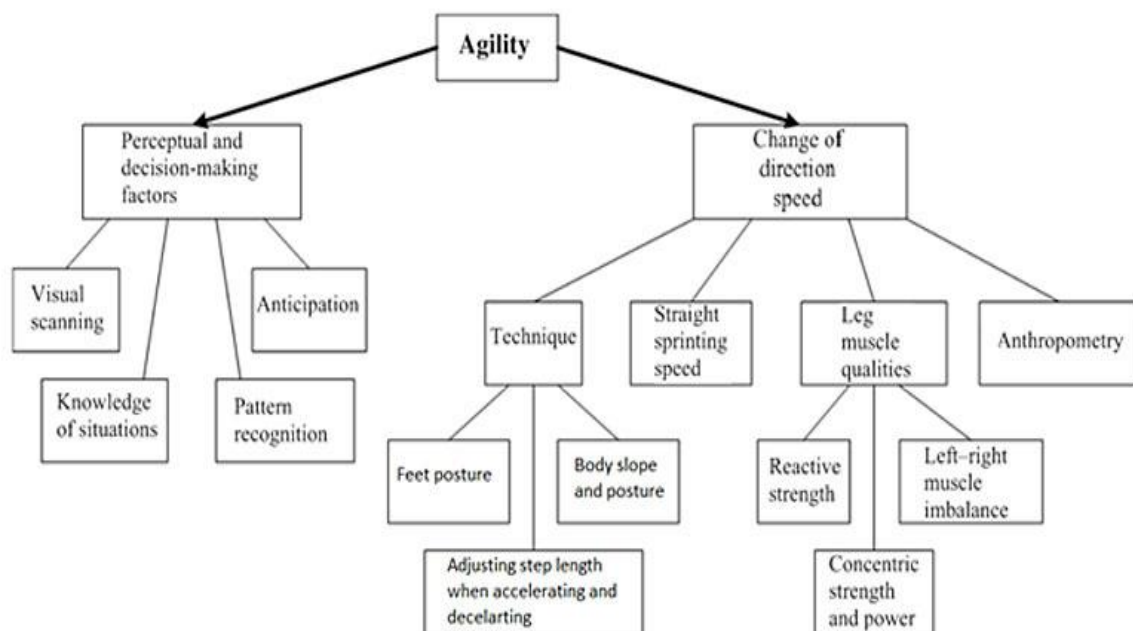 Agility
Perceptual and
decision-making
factors
Change of
direction
speed
Visual
scanning
Anticipation
Knowledge
of situations
Pattern
recognition
Technique
Straight
sprinting
speed
Leg
muscle
qualities
Anthropometry
Feet posture
Body slope
and posture
Adjusting step length
when accelerating and
decelarting
Reactive
strength
Left–right
muscle
imbalance
Concentric
strength
and power